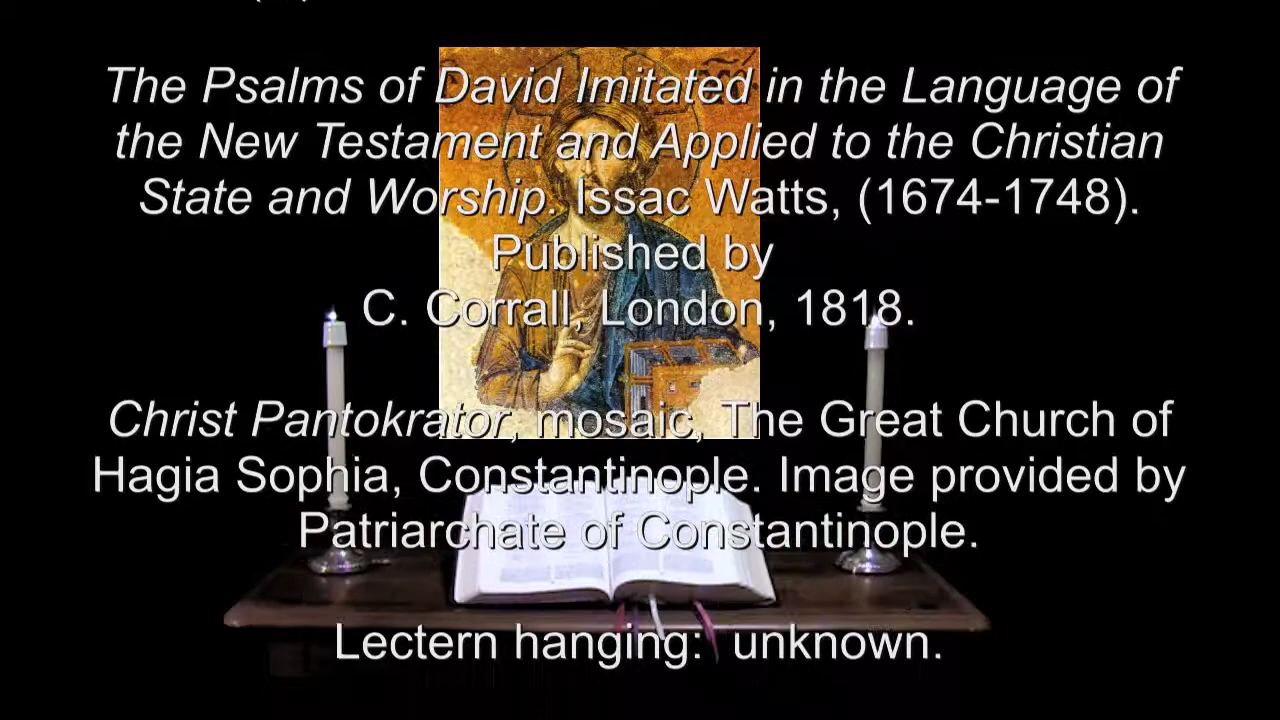 The Psalms of David Imitated in the Language of
the New Testament and Applied to the Christian
State and Worship. Issac Watts, (1674-1748).
Published by
C. Corrall, London, 1818.
Christ Pantokrator, mosaic, The Great Church of
Hagia Sophia, Constantinople. Image provided by
Patriarchate of Constantinople.
Lectern hanging: unknown.